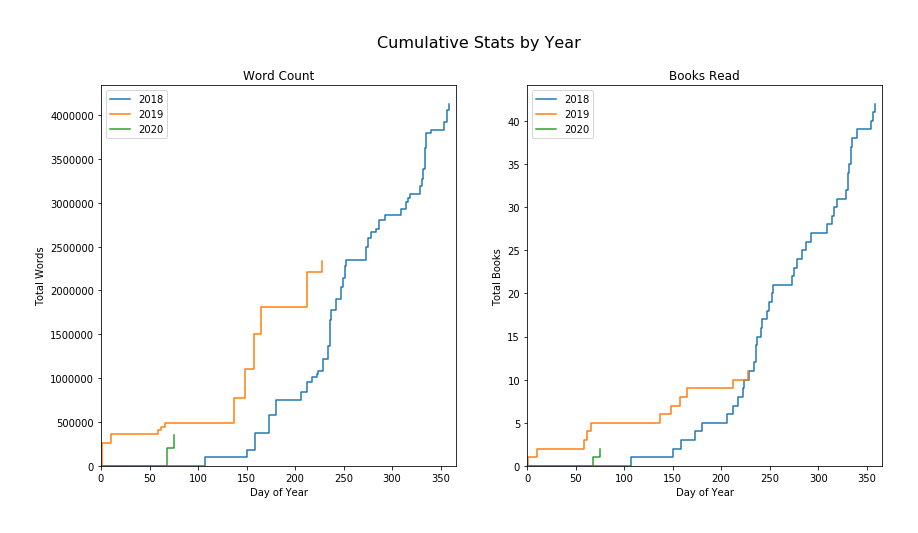 Cumulative Stats by Year
Word Count
2018
2019
2020
4000000
3500000
3000000
2500000
2000000
1500000
1000000
500000
0
Total Words
0 50 100 150 200 250 300 350
Day of Year
Books Read
2018
2019
2020
40
35
30
25
20
15
10
5
0
Total Books
0 50 100 150 200 250 300 350
Day of Year